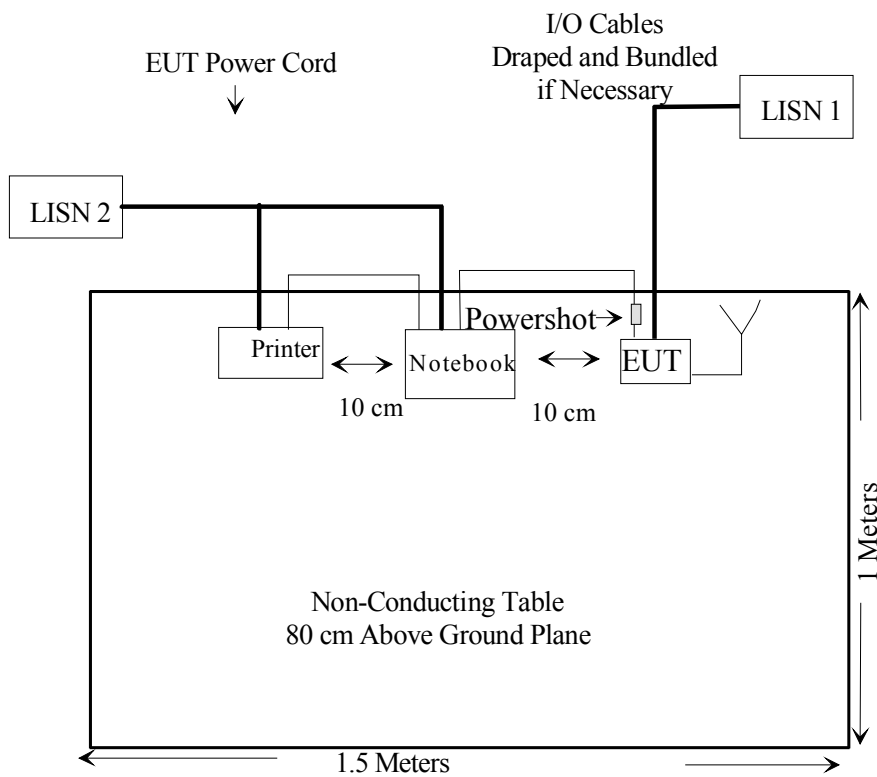 I/O Cables
Draped and Bundled
if Necessary
EUT Power Cord
LISN 1
LISN 2
Powershot
Printer
Notebook
EUT
10 cm
10 cm
1 Meters
Non-Conducting Table
80 cm Above Ground Plane
1.5 Meters